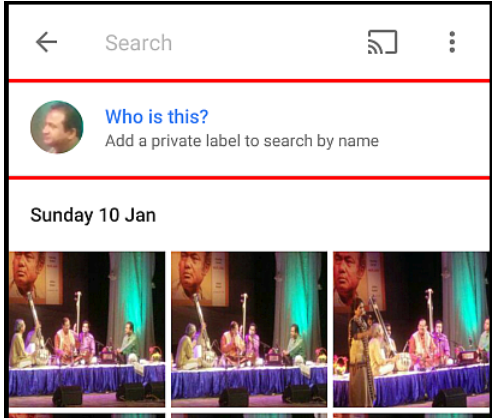 Search
Who is this?
Add a private label to search by name
Sunday 10 Jan